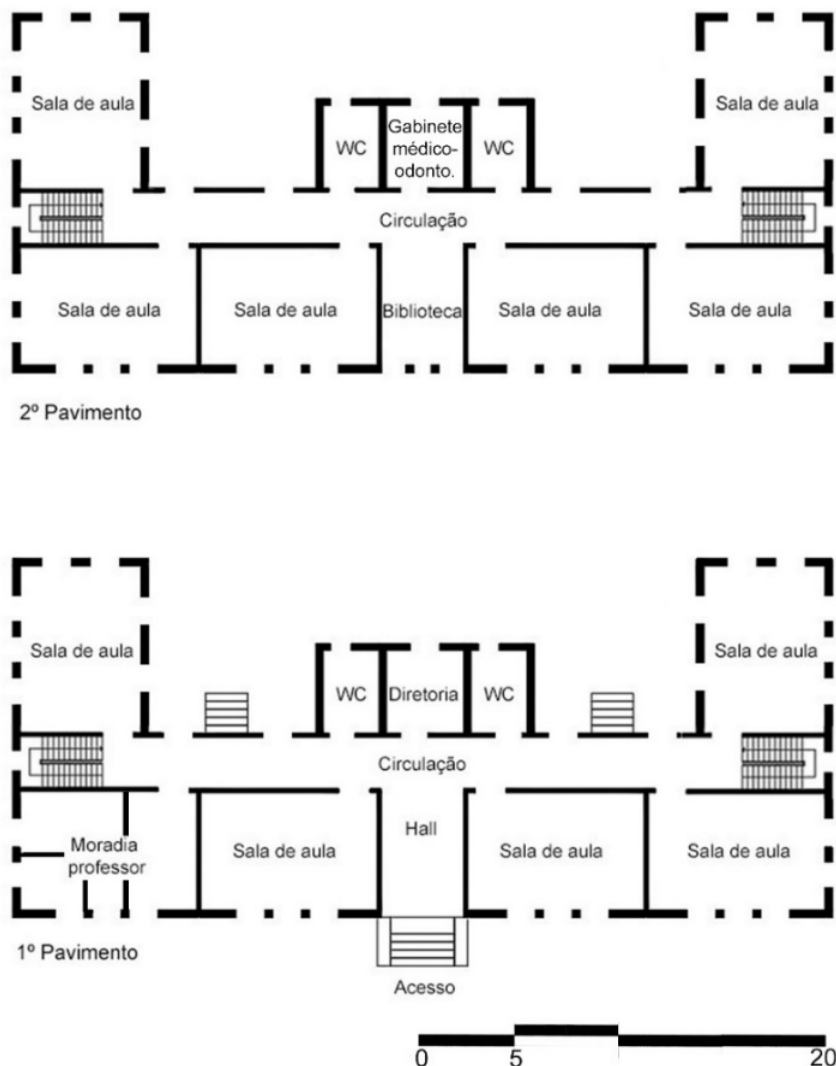 Sala de aula
Sala de aula
WC
Gabinete
médico-
odonto.
WC
Circulação
Sala de aula
Sala de aula
Biblioteca
Sala de aula
Sala de aula
2º Pavimento
Sala de aula
Sala de aula
WC
Diretoria
WC
Circulação
Moradia
professor
Sala de aula
Hall
Sala de aula
Sala de aula
1º Pavimento
Acesso
0 5 20